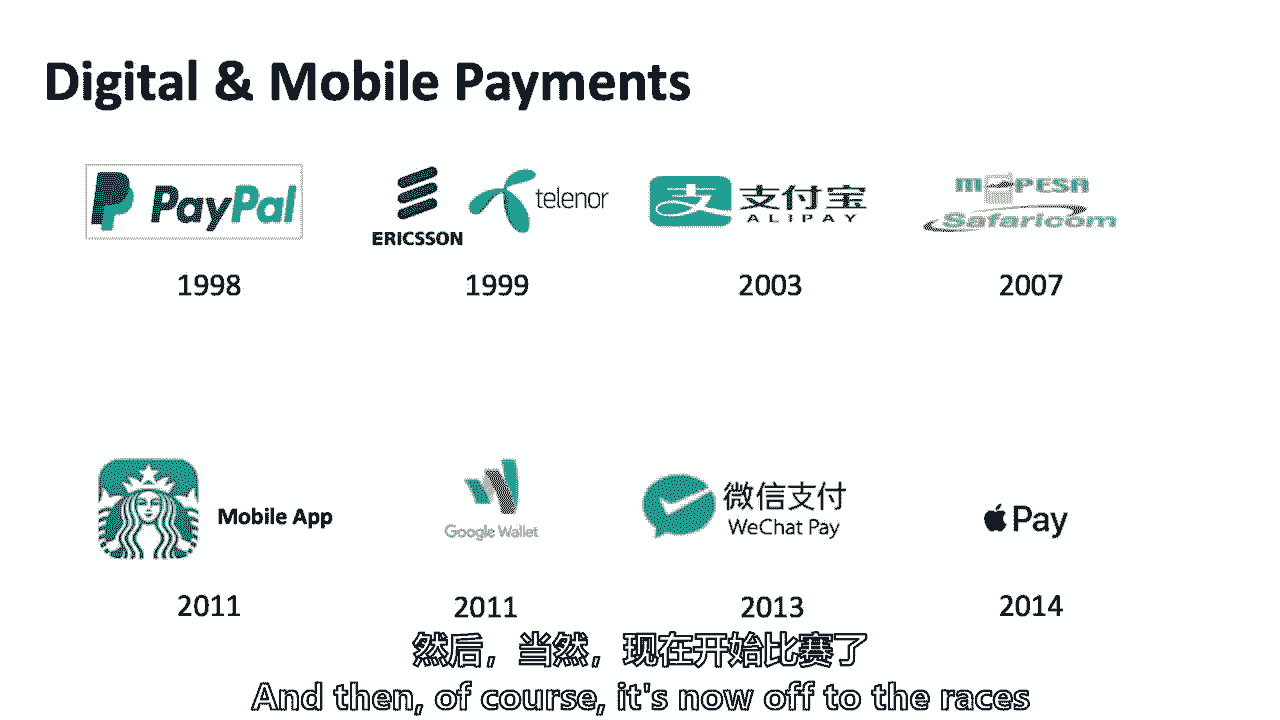 Digital & Mobile Payments
PayPal
ERICSSON
telenor
支付宝
ALIPAY
m-PESA
Safaricom
1998
1999
2003
2007
Mobile App
Google Wallet
微信支付
WeChat Pay
Pay
2011
2011
2013
2014
然后，当然，现在开始比赛了
And then, of course, it's now off to the races